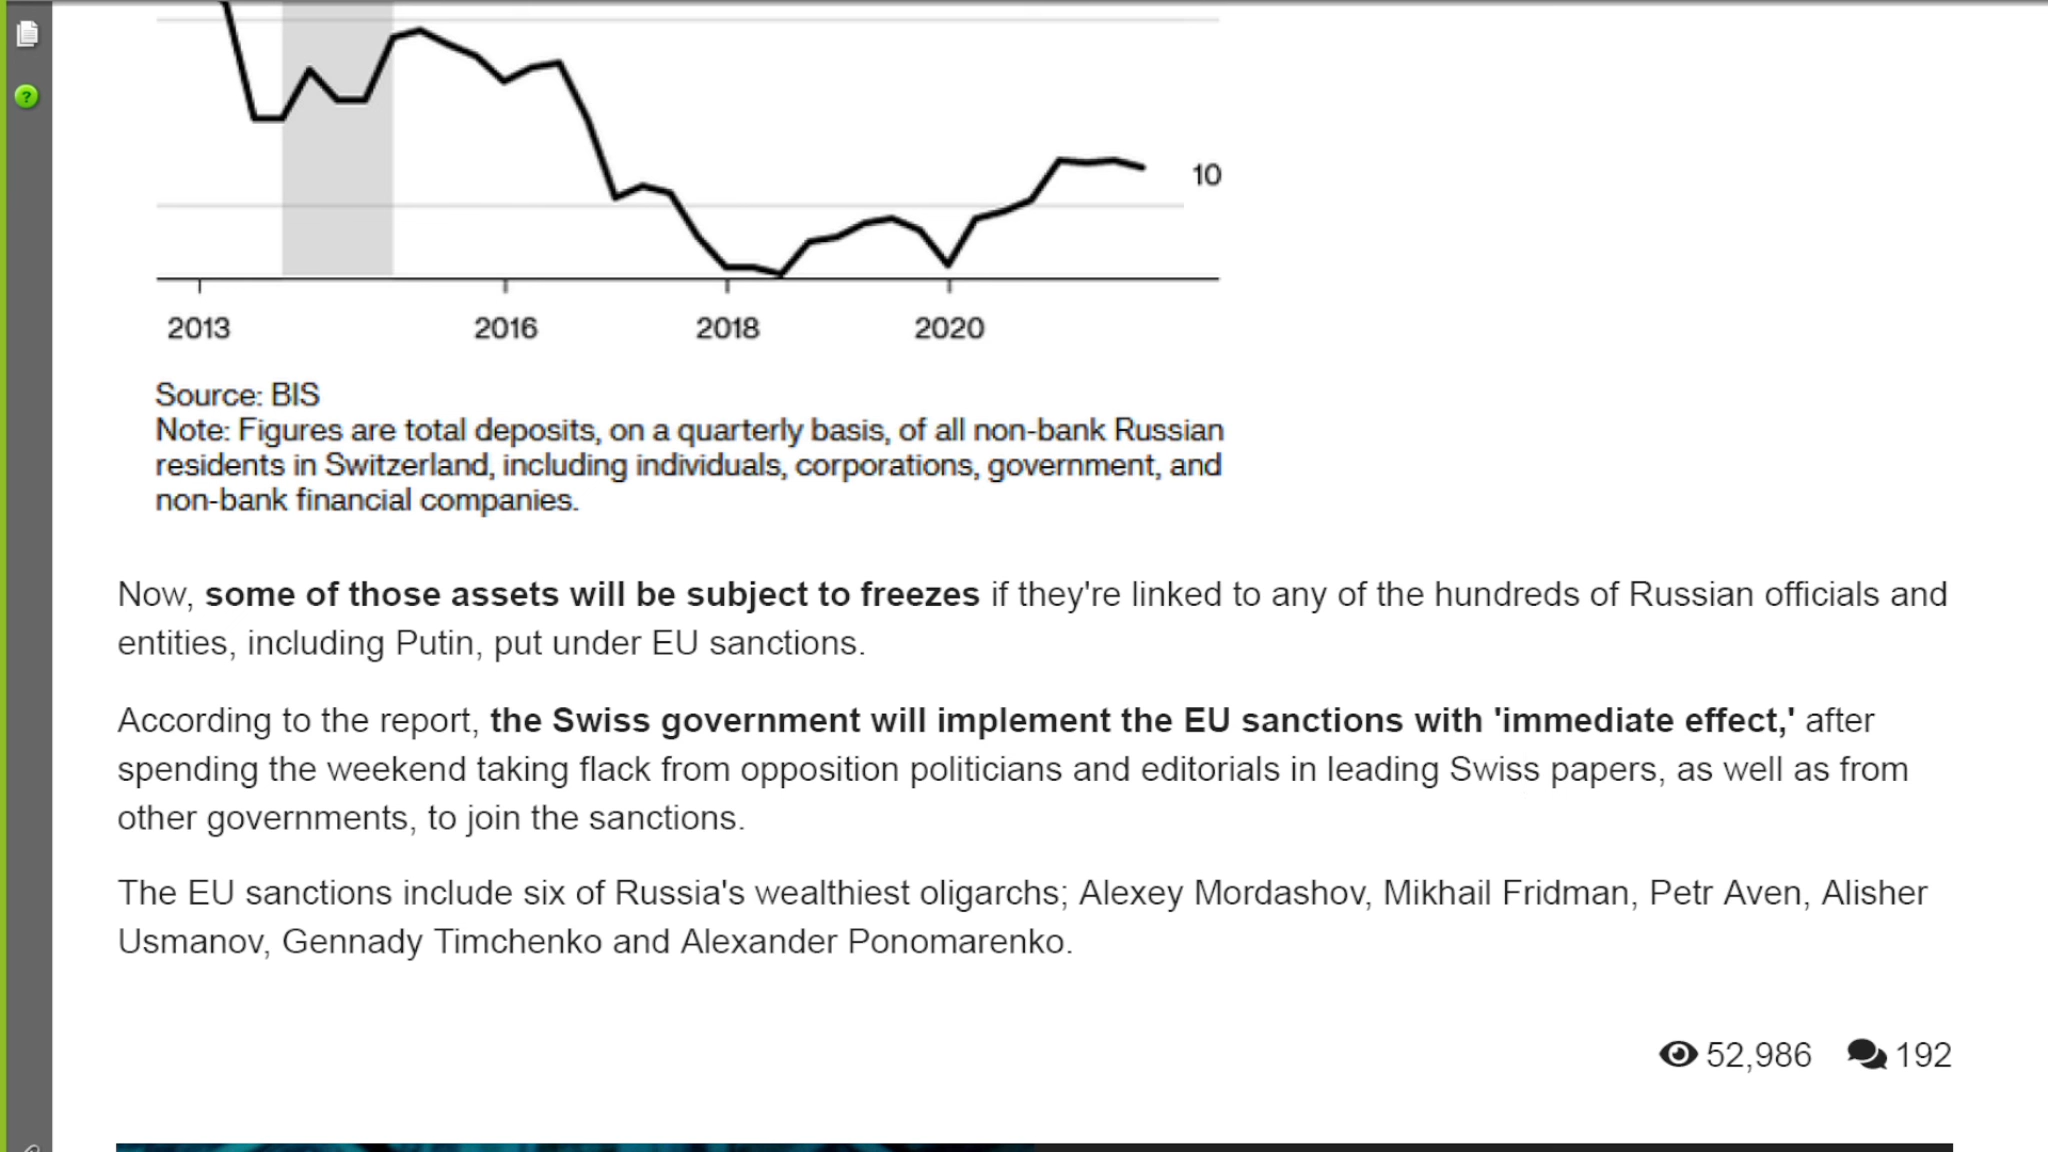 10
2013 2016 2018 2020
Source: BIS
Note: Figures are total deposits, on a quarterly basis, of all non-bank Russian
residents in Switzerland, including individuals, corporations, government, and
non-bank financial companies.
Now, some of those assets will be subject to freezes if they're linked to any of the hundreds of Russian officials and
entities, including Putin, put under EU sanctions.
According to the report, the Swiss government will implement the EU sanctions with 'immediate effect,' after
spending the weekend taking flack from opposition politicians and editorials in leading Swiss papers, as well as from
other governments, to join the sanctions.
The EU sanctions include six of Russia's wealthiest oligarchs; Alexey Mordashov, Mikhail Fridman, Petr Aven, Alisher
Usmanov, Gennady Timchenko and Alexander Ponomarenko.
52,986 192